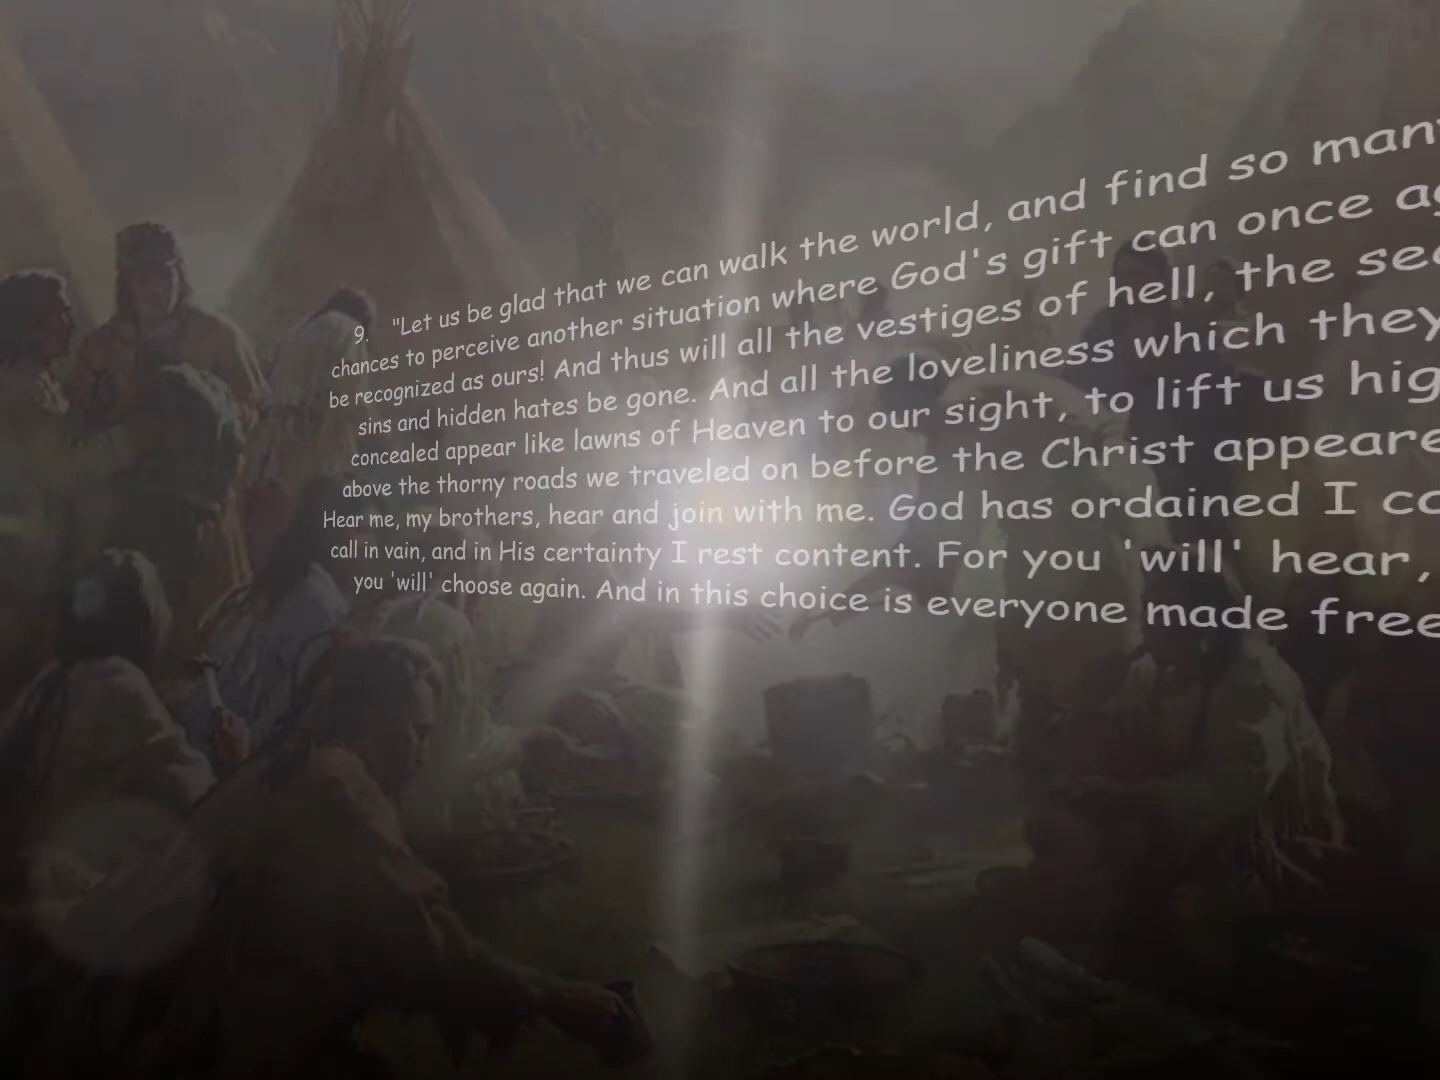 9. "Let us be glad that we can walk the world, and find so many
chances to perceive another situation where God's gift can once
be recognized as ours! And thus will all the vestiges of hell, the
sins and hidden hates be gone. And all the loveliness which they
concealed appear like lawns of Heaven to our sight, to lift us
above the thorny roads we traveled on before the Christ
Hear me, my brothers, hear and join with me. God has ordained I
call in vain, and in His certainty I rest content. For you 'will' hear,
you 'will' choose again. And in this choice is everyone made free